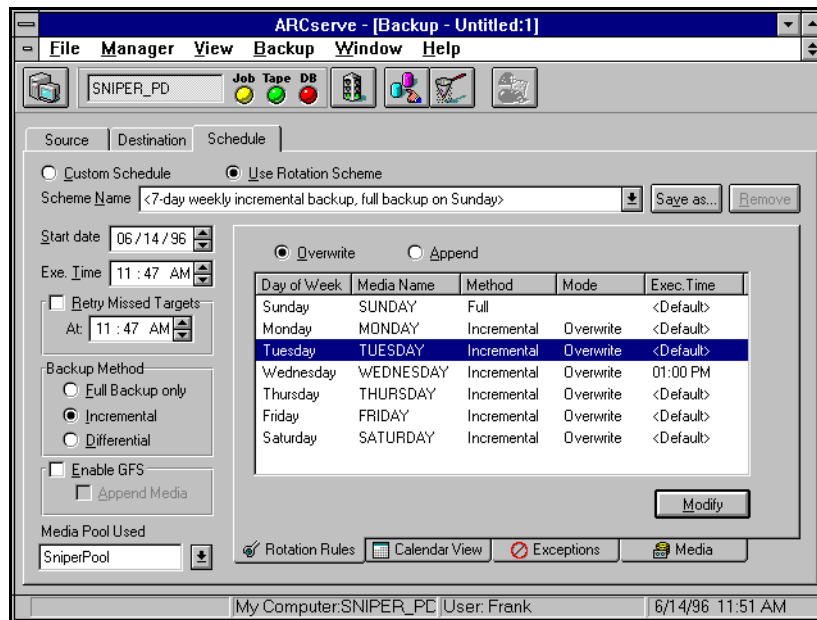 ARCserve - [Backup - Untitled:1]
File Manager View Backup Window Help
SNIPER_PD Job Tape DB
Source Destination Schedule
Custom Schedule Use Rotation Scheme
Scheme Name <7-day weekly incremental backup, full backup on Sunday> Save as... Remove
Start date 06/14/96
Exe. Time 11:47 AM
Retry Missed Targets
At: 11:47 AM
Backup Method
Full Backup only
Incremental
Differential
Enable GFS
Append Media
Media Pool Used
SniperPool
Overwrite Append
Day of Week Media Name Method Mode Exec.Time
Sunday SUNDAY Full <Default>
Monday MONDAY Incremental Overwrite <Default>
Tuesday TUESDAY Incremental Overwrite <Default>
Wednesday WEDNESDAY Incremental Overwrite 01:00 PM
Thursday THURSDAY Incremental Overwrite <Default>
Friday FRIDAY Incremental Overwrite <Default>
Saturday SATURDAY Incremental Overwrite <Default>
Modify
Rotation Rules Calendar View Exceptions Media
My Computer:SNIPER_PD User: Frank 6/14/96 11:51 AM